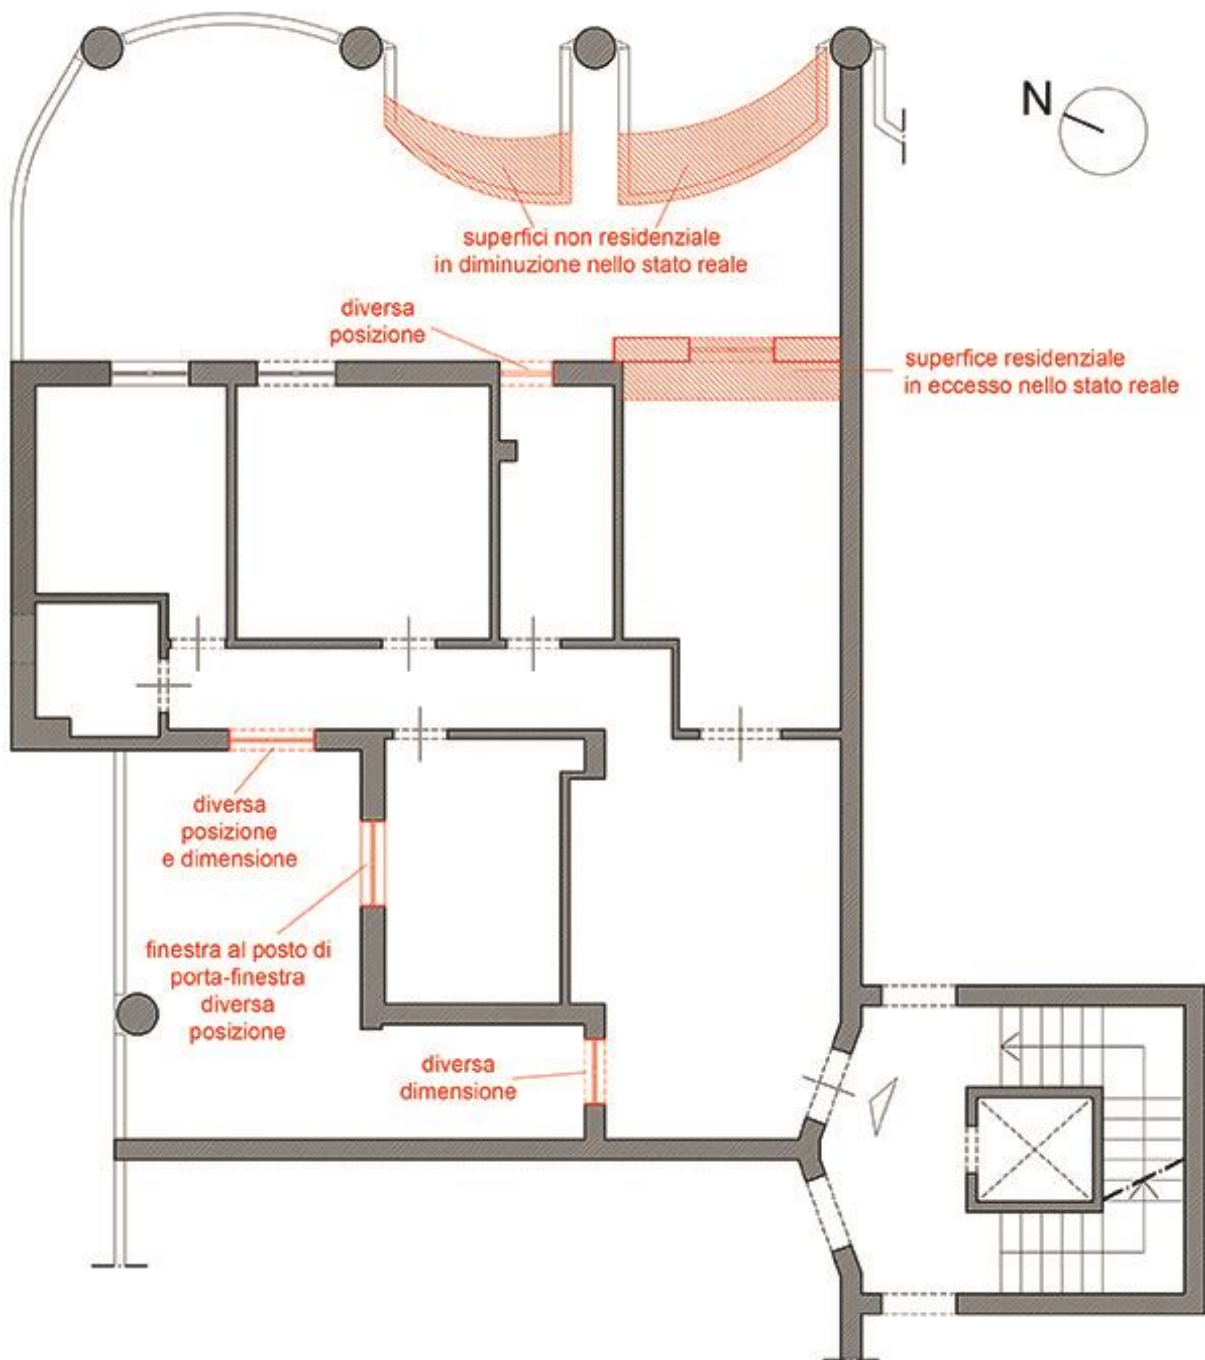 N
superfici non residenziale
in diminuzione nello stato reale
diversa
posizione
superfice residenziale
in eccesso nello stato reale
diversa
posizione
e dimensione
finestra al posto di
porta-finestra
diversa
posizione
diversa
dimensione